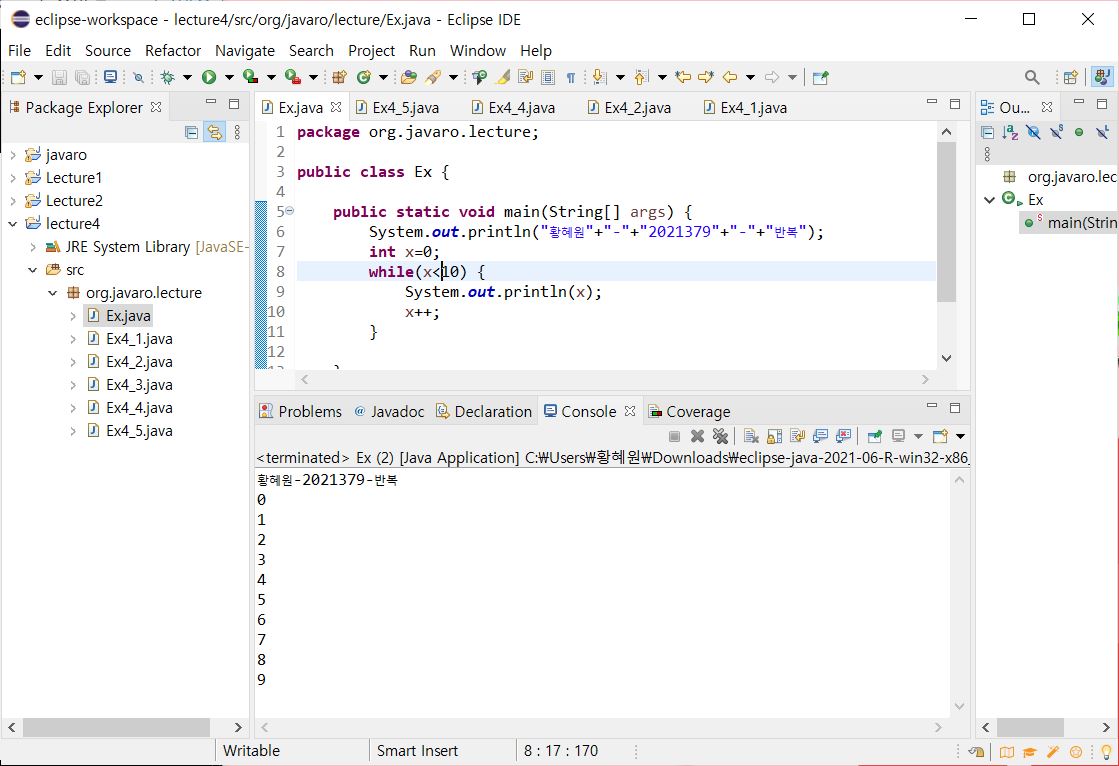 eclipse-workspace - lecture4/src/org/javaro/lecture/Ex.java - Eclipse IDE
File Edit Source Refactor Navigate Search Project Run Window Help
Package Explorer
javaro
Lecture1
Lecture2
lecture4
JRE System Library [JavaSE-
src
org.javaro.lecture
Ex.java
Ex4_1.java
Ex4_2.java
Ex4_3.java
Ex4_4.java
Ex4_5.java
Ex.java Ex4_5.java Ex4_4.java Ex4_2.java Ex4_1.java
1 package org.javaro.lecture;
2
3 public class Ex {
4
5 public static void main(String[] args) {
6 System.out.println("황혜원"+"-"+"2021379"+"-"+"반복");
7 int x=0;
8 while(x<10) {
9 System.out.println(x);
10 x++;
11 }
12
Problems Javadoc Declaration Console Coverage
<terminated> Ex (2) [Java Application] C:₩Users₩황혜원₩Downloads₩eclipse-java-2021-06-R-win32-x86_
황혜원-2021379-반복
0
1
2
3
4
5
6
7
8
9
Ou...
org.javaro.lec
Ex
main(Strin
Writable Smart Insert 8 : 17 : 170